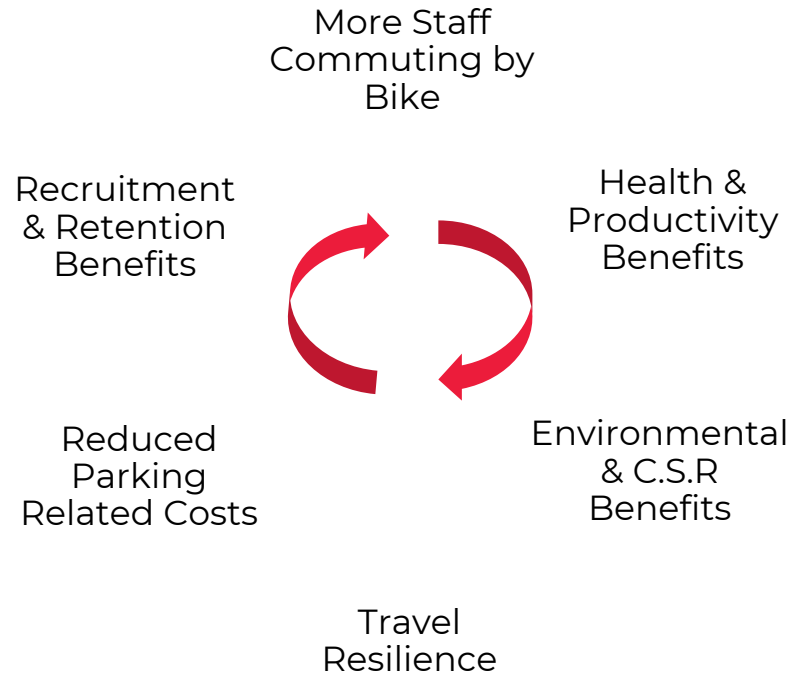 More Staff
Commuting by
Bike
Health &
Productivity
Benefits
Environmental
& C.S.R
Benefits
Travel
Resilience
Reduced
Parking
Related Costs
Recruitment
& Retention
Benefits